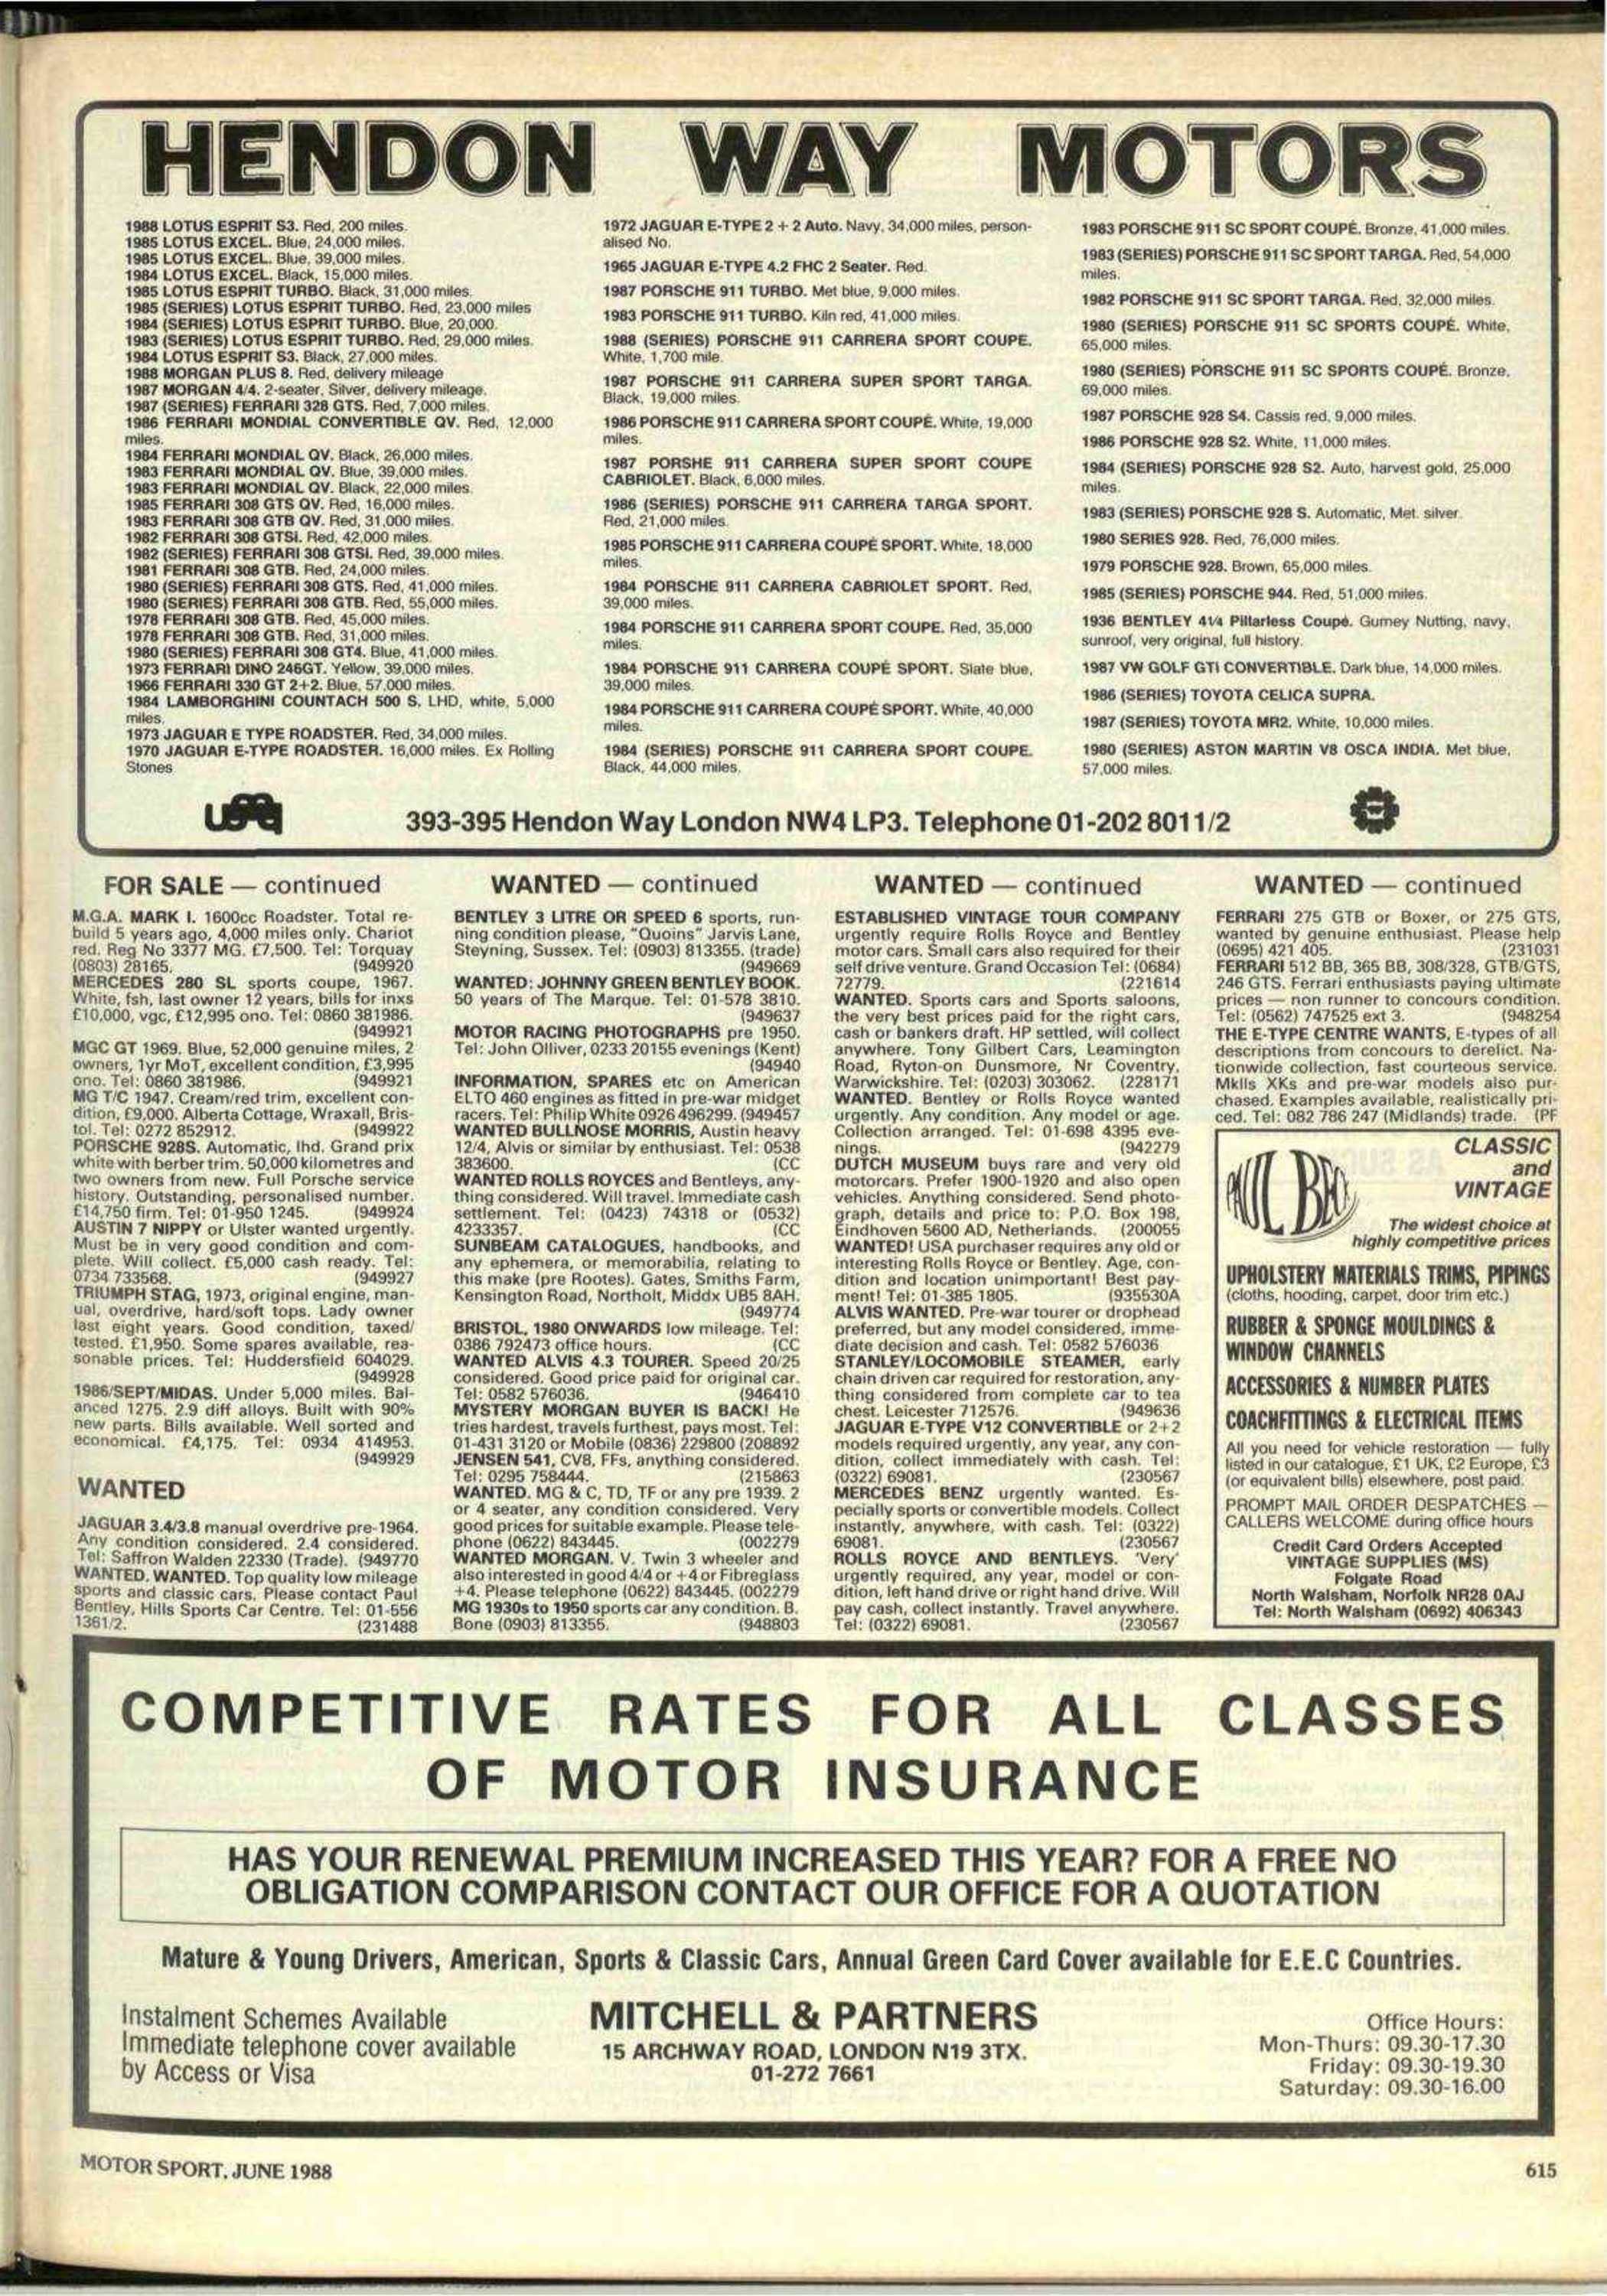 HENDON WAY MOTORS
1988 LOTUS ESPRIT S3. Red, 200 miles.
1985 LOTUS EXCEL. Blue, 24,000 miles.
1985 LOTUS EXCEL. Blue, 39,000 miles.
1984 LOTUS EXCEL. Black, 15,000 miles.
1985 LOTUS ESPRIT TURBO. Black, 31,000 miles.
1985 (SERIES) LOTUS ESPRIT TURBO. Red, 23,000 miles
1984 (SERIES) LOTUS ESPRIT TURBO. Blue, 20,000.
1983 (SERIES) LOTUS ESPRIT TURBO. Red, 29,000 miles.
1984 LOTUS ESPRIT S3. Black, 27,000 miles.
1988 MORGAN PLUS 8. Red, delivery mileage
1987 MORGAN 4/4. 2-seater, Silver, delivery mileage.
1987 (SERIES) FERRARI 328 GTS. Red, 7,000 miles.
1986 FERRARI MONDIAL CONVERTIBLE QV. Red, 12,000
miles.
1984 FERRARI MONDIAL QV. Black, 26,000 miles.
1983 FERRARI MONDIAL QV. Blue, 39,000 miles.
1983 FERRARI MONDIAL QV. Black, 22,000 miles.
1985 FERRARI 308 GTS QV. Red, 16,000 miles.
1983 FERRARI 308 GTB QV. Red, 31,000 miles.
1982 FERRARI 308 GTSI. Red, 42,000 miles.
1982 (SERIES) FERRARI 308 GTSI. Red, 39,000 miles.
1981 FERRARI 308 GTB. Red, 24,000 miles.
1980 (SERIES) FERRARI 308 GTS. Red, 41,000 miles.
1980 (SERIES) FERRARI 308 GTB. Red, 55,000 miles.
1978 FERRARI 308 GTB. Red, 45,000 miles.
1978 FERRARI 308 GTB. Red, 31,000 miles.
1980 (SERIES) FERRARI 308 GT4. Blue, 41,000 miles.
1973 FERRARI DINO 246GT. Yellow, 39,000 miles.
1966 FERRARI 330 GT 2+2. Blue, 57,000 miles.
1984 LAMBORGHINI COUNTACH 500 S. LHD, white, 5,000
miles.
1973 JAGUAR E TYPE ROADSTER. Red, 34,000 miles.
1970 JAGUAR E-TYPE ROADSTER. 16,000 miles. Ex Rolling
Stones
1972 JAGUAR E-TYPE 2 + 2 Auto. Navy, 34,000 miles, person-
alised No.
1965 JAGUAR E-TYPE 4.2 FHC 2 Seater. Red.
1987 PORSCHE 911 TURBO. Met blue, 9,000 miles.
1983 PORSCHE 911 TURBO. Kiln red, 41,000 miles.
1988 (SERIES) PORSCHE 911 CARRERA SPORT COUPE.
White, 1,700 mile.
1987 PORSCHE 911 CARRERA SUPER SPORT TARGA.
Black, 19,000 miles.
1986 PORSCHE 911 CARRERA SPORT COUPÉ. White, 19,000
miles.
1987 PORSHE 911 CARRERA SUPER SPORT COUPE
CABRIOLET. Black, 6,000 miles.
1986 (SERIES) PORSCHE 911 CARRERA TARGA SPORT.
Red, 21,000 miles.
1985 PORSCHE 911 CARRERA COUPÉ SPORT. White, 18,000
miles.
1984 PORSCHE 911 CARRERA CABRIOLET SPORT. Red,
39,000 miles.
1984 PORSCHE 911 CARRERA SPORT COUPE. Red, 35,000
miles.
1984 PORSCHE 911 CARRERA COUPÉ SPORT. Slate blue,
39,000 miles.
1984 PORSCHE 911 CARRERA COUPÉ SPORT. White, 40,000
miles.
1984 (SERIES) PORSCHE 911 CARRERA SPORT COUPE.
Black, 44,000 miles.
1983 PORSCHE 911 SC SPORT COUPÉ. Bronze, 41,000 miles.
1983 (SERIES) PORSCHE 911 SC SPORT TARGA. Red, 54,000
miles.
1982 PORSCHE 911 SC SPORT TARGA. Red, 32,000 miles.
1980 (SERIES) PORSCHE 911 SC SPORTS COUPÉ. White,
65,000 miles.
1980 (SERIES) PORSCHE 911 SC SPORTS COUPÉ. Bronze,
69,000 miles.
1987 PORSCHE 928 S4. Cassis red, 9,000 miles.
1986 PORSCHE 928 S2. White, 11,000 miles.
1984 (SERIES) PORSCHE 928 S2. Auto, harvest gold, 25,000
miles.
1983 (SERIES) PORSCHE 928 S. Automatic, Met. silver.
1980 SERIES 928. Red, 76,000 miles.
1979 PORSCHE 928. Brown, 65,000 miles.
1985 (SERIES) PORSCHE 944. Red, 51,000 miles.
1936 BENTLEY 4¼ Pillarless Coupé. Gurney Nutting, navy,
sunroof, very original, full history.
1987 VW GOLF GTI CONVERTIBLE. Dark blue, 14,000 miles.
1986 (SERIES) TOYOTA CELICA SUPRA.
1987 (SERIES) TOYOTA MR2. White, 10,000 miles.
1980 (SERIES) ASTON MARTIN V8 OSCA INDIA. Met blue,
57,000 miles.
393-395 Hendon Way London NW4 LP3. Telephone 01-202 8011/2
FOR SALE — continued
M.G.A. MARK I. 1600cc Roadster. Total re-
build 5 years ago, 4,000 miles only. Chariot
red. Reg No 3377 MG. £7,500. Tel: Torquay
(0803) 28165. (949920
MERCEDES 280 SL sports coupe, 1967.
White, fsh, last owner 12 years, bills for inxs
£10,000, vgc, £12,995 ono. Tel: 0860 381986.
(949921
MGC GT 1969. Blue, 52,000 genuine miles, 2
owners, 1yr MoT, excellent condition, £3,995
ono. Tel: 0860 381986. (949921
MG T/C 1947. Cream/red trim, excellent con-
dition, £9,000. Alberta Cottage, Wraxall, Bris-
tol. Tel: 0272 852912. (949922
PORSCHE 928S. Automatic, lhd. Grand prix
white with berber trim. 50,000 kilometres and
two owners from new. Full Porsche service
history. Outstanding, personalised number.
£14,750 firm. Tel: 01-950 1245. (949924
AUSTIN 7 NIPPY or Ulster wanted urgently.
Must be in very good condition and com-
plete. Will collect. £5,000 cash ready. Tel:
0734 733568. (949927
TRIUMPH STAG, 1973, original engine, man-
ual, overdrive, hard/soft tops. Lady owner
last eight years. Good condition, taxed/
tested. £1,950. Some spares available, rea-
sonable prices. Tel: Huddersfield 604029.
(949928
1986/SEPT/MIDAS. Under 5,000 miles. Bal-
anced 1275. 2.9 diff alloys. Built with 90%
new parts. Bills available. Well sorted and
economical. £4,175. Tel: 0934 414953.
(949929
WANTED
JAGUAR 3.4/3.8 manual overdrive pre-1964.
Any condition considered. 2.4 considered.
Tel: Saffron Walden 22330 (Trade). (949770
WANTED. WANTED. Top quality low mileage
sports and classic cars. Please contact Paul
Bentley, Hills Sports Car Centre. Tel: 01-556
1361/2. (231488
WANTED — continued
BENTLEY 3 LITRE OR SPEED 6 sports, run-
ning condition please, "Quoins" Jarvis Lane,
Steyning, Sussex. Tel: (0903) 813355. (trade)
(949669
WANTED: JOHNNY GREEN BENTLEY BOOK.
50 years of The Marque. Tel: 01-578 3810.
(949637
MOTOR RACING PHOTOGRAPHS pre 1950.
Tel: John Olliver, 0233 20155 evenings (Kent)
(94940
INFORMATION, SPARES etc on American
ELTO 460 engines as fitted in pre-war midget
racers. Tel: Philip White 0926 496299. (949457
WANTED BULLNOSE MORRIS, Austin heavy
12/4, Alvis or similar by enthusiast. Tel: 0538
383600. (CC
WANTED ROLLS ROYCES and Bentleys, any-
thing considered. Will travel. Immediate cash
settlement. Tel: (0423) 74318 or (0532)
4233357. (CC
SUNBEAM CATALOGUES, handbooks, and
any ephemera, or memorabilia, relating to
this make (pre Rootes). Gates, Smiths Farm,
Kensington Road, Northolt, Middx UB5 8AH.
(949774
BRISTOL, 1980 ONWARDS low mileage. Tel:
0386 792473 office hours. (CC
WANTED ALVIS 4.3 TOURER. Speed 20/25
considered. Good price paid for original car.
Tel: 0582 576036. (946410
MYSTERY MORGAN BUYER IS BACK! He
tries hardest, travels furthest, pays most. Tel:
01-431 3120 or Mobile (0836) 229800 (208892
JENSEN 541, CV8, FFs, anything considered.
Tel: 0295 758444. (215863
WANTED. MG & C, TD, TF or any pre 1939. 2
or 4 seater, any condition considered. Very
good prices for suitable example. Please tele-
phone (0622) 843445. (002279
WANTED MORGAN. V. Twin 3 wheeler and
also interested in good 4/4 or +4 or Fibreglass
+4. Please telephone (0622) 843445. (002279
MG 1930s to 1950 sports car any condition. B.
Bone (0903) 813355. (948803
WANTED — continued
ESTABLISHED VINTAGE TOUR COMPANY
urgently require Rolls Royce and Bentley
motor cars. Small cars also required for their
self drive venture. Grand Occasion Tel: (0684)
72779. (221614
WANTED. Sports cars and Sports saloons,
the very best prices paid for the right cars,
cash or bankers draft. HP settled, will collect
anywhere. Tony Gilbert Cars, Leamington
Road, Ryton-on Dunsmore, Nr Coventry,
Warwickshire. Tel: (0203) 303062. (228171
WANTED. Bentley or Rolls Royce wanted
urgently. Any condition. Any model or age.
Collection arranged. Tel: 01-698 4395 eve-
nings. (942279
DUTCH MUSEUM buys rare and very old
motorcars. Prefer 1900-1920 and also open
vehicles. Anything considered. Send photo-
graph, details and price to: P.O. Box 198,
Eindhoven 5600 AD, Netherlands. (200055
WANTED! USA purchaser requires any old or
interesting Rolls Royce or Bentley. Age, con-
dition and location unimportant! Best pay-
ment! Tel: 01-385 1805. (935530A
ALVIS WANTED. Pre-war tourer or drophead
preferred, but any model considered, imme-
diate decision and cash. Tel: 0582 576036
STANLEY/LOCOMOBILE STEAMER, early
chain driven car required for restoration, any-
thing considered from complete car to tea
chest. Leicester 712576. (949636
JAGUAR E-TYPE V12 CONVERTIBLE or 2+2
models required urgently, any year, any con-
dition, collect immediately with cash. Tel:
(0322) 69081. (230567
MERCEDES BENZ urgently wanted. Es-
pecially sports or convertible models. Collect
instantly, anywhere, with cash. Tel: (0322)
69081. (230567
ROLLS ROYCE AND BENTLEYS. 'Very'
urgently required, any year, model or con-
dition, left hand drive or right hand drive. Will
pay cash, collect instantly. Travel anywhere.
Tel: (0322) 69081. (230567
WANTED — continued
FERRARI 275 GTB or Boxer, or 275 GTS,
wanted by genuine enthusiast. Please help
(0695) 421 405. (231031
FERRARI 512 BB, 365 BB, 308/328, GTB/GTS,
246 GTS. Ferrari enthusiasts paying ultimate
prices — non runner to concours condition.
Tel: (0562) 747525 ext 3. (948254
THE E-TYPE CENTRE WANTS, E-types of all
descriptions from concours to derelict. Na-
tionwide collection, fast courteous service.
MkIIs XKs and pre-war models also pur-
chased. Examples available, realistically pri-
ced. Tel: 082 786 247 (Midlands) trade. (PF
PAUL BECK
CLASSIC
and
VINTAGE
The widest choice at
highly competitive prices
UPHOLSTERY MATERIALS TRIMS, PIPINGS
(cloths, hooding, carpet, door trim etc.)
RUBBER & SPONGE MOULDINGS &
WINDOW CHANNELS
ACCESSORIES & NUMBER PLATES
COACHFITTINGS & ELECTRICAL ITEMS
All you need for vehicle restoration — fully
listed in our catalogue, £1 UK, £2 Europe, £3
(or equivalent bills) elsewhere, post paid.
PROMPT MAIL ORDER DESPATCHES —
CALLERS WELCOME during office hours
Credit Card Orders Accepted
VINTAGE SUPPLIES (MS)
Folgate Road
North Walsham, Norfolk NR28 0AJ
Tel: North Walsham (0692) 406343
COMPETITIVE RATES FOR ALL CLASSES
OF MOTOR INSURANCE
HAS YOUR RENEWAL PREMIUM INCREASED THIS YEAR? FOR A FREE NO
OBLIGATION COMPARISON CONTACT OUR OFFICE FOR A QUOTATION
Mature & Young Drivers, American, Sports & Classic Cars, Annual Green Card Cover available for E.E.C Countries.
Instalment Schemes Available
Immediate telephone cover available
by Access or Visa
MITCHELL & PARTNERS
15 ARCHWAY ROAD, LONDON N19 3TX.
01-272 7661
Office Hours:
Mon-Thurs: 09.30-17.30
Friday: 09.30-19.30
Saturday: 09.30-16.00
MOTOR SPORT, JUNE 1988
615